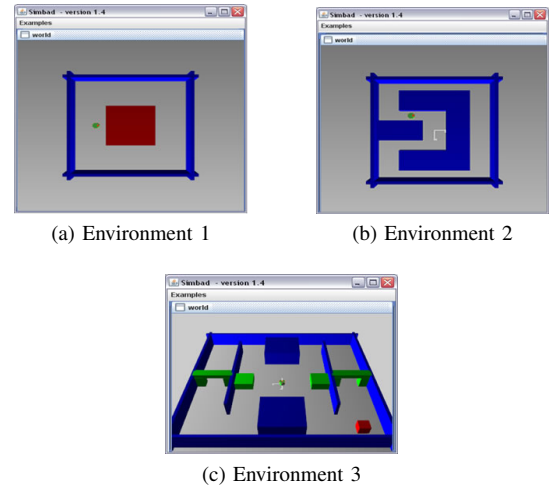 Simbad - version 1.4
Examples
world
(a) Environment 1
Simbad - version 1.4
Examples
world
(b) Environment 2
Simbad - version 1.4
Examples
world
(c) Environment 3